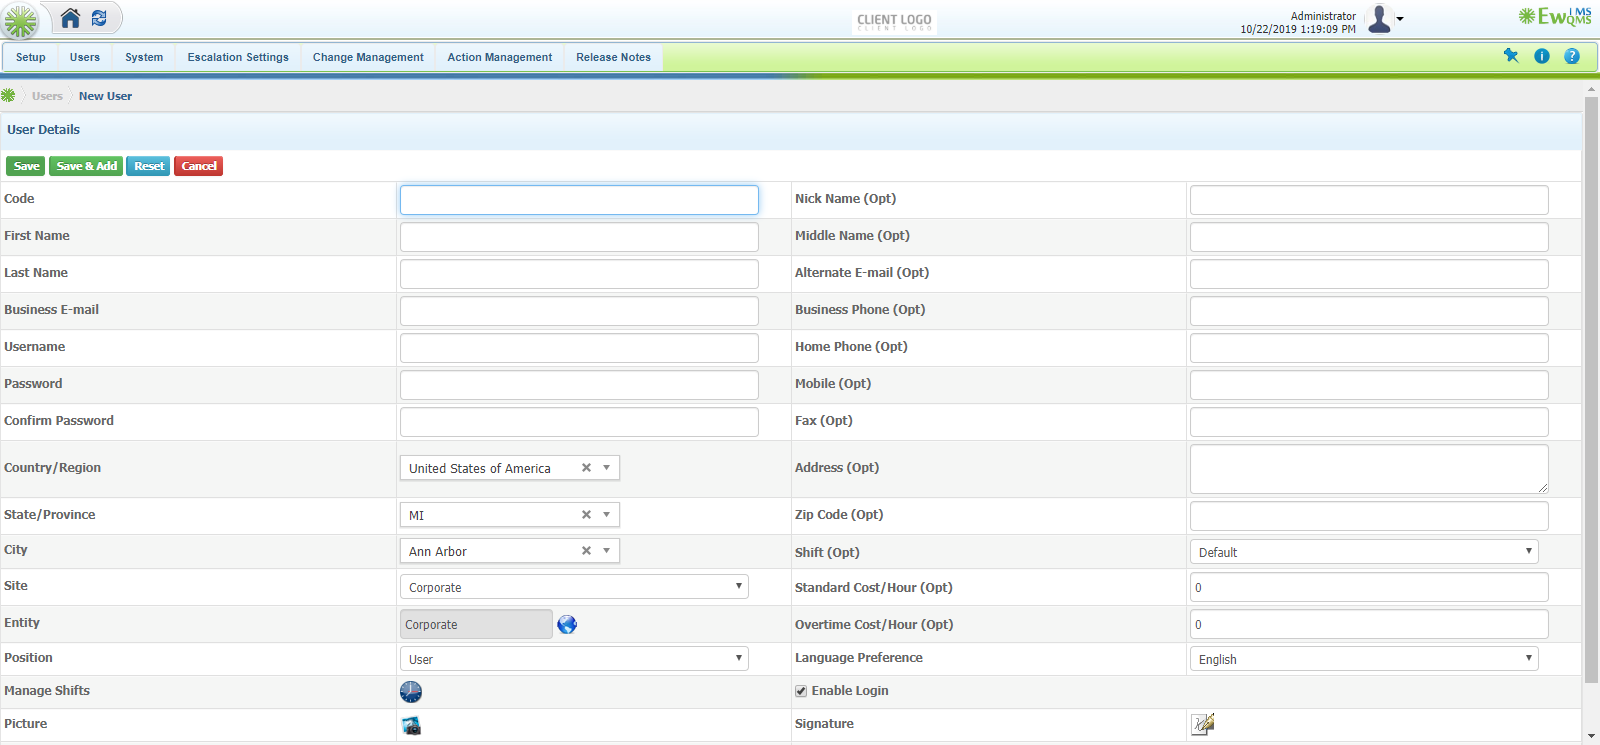 CLIENT LOGO
Administrator
10/22/2019 1:19:09 PM
EwQMS
LMS
Setup Users System Escalation Settings Change Management Action Management Release Notes
Users New User
User Details
Save Save & Add Reset Cancel
Code Nick Name (Opt)
First Name Middle Name (Opt)
Last Name Alternate E-mail (Opt)
Business E-mail Business Phone (Opt)
Username Home Phone (Opt)
Password Mobile (Opt)
Confirm Password Fax (Opt)
Country/Region United States of America Address (Opt)
State/Province MI Zip Code (Opt)
City Ann Arbor Shift (Opt) Default
Site Corporate Standard Cost/Hour (Opt) 0
Entity Corporate Overtime Cost/Hour (Opt) 0
Position User Language Preference English
Manage Shifts Enable Login
Picture Signature